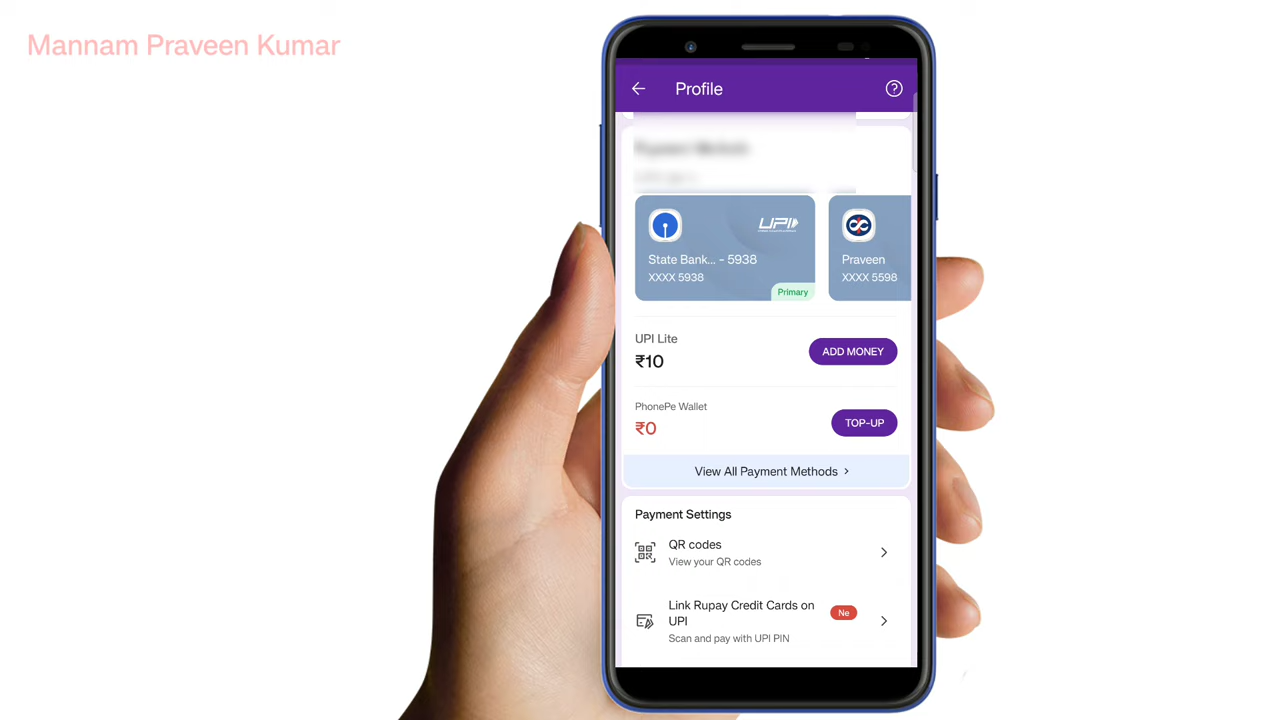 Mannam Praveen Kumar
Profile
UPI
State Bank... - 5938
XXXX 5938
Primary
Praveen
XXXX 5598
UPI Lite
₹10
ADD MONEY
PhonePe Wallet
₹0
TOP-UP
View All Payment Methods
Payment Settings
QR codes
View your QR codes
Link Rupay Credit Cards on
UPI
Ne
Scan and pay with UPI PIN